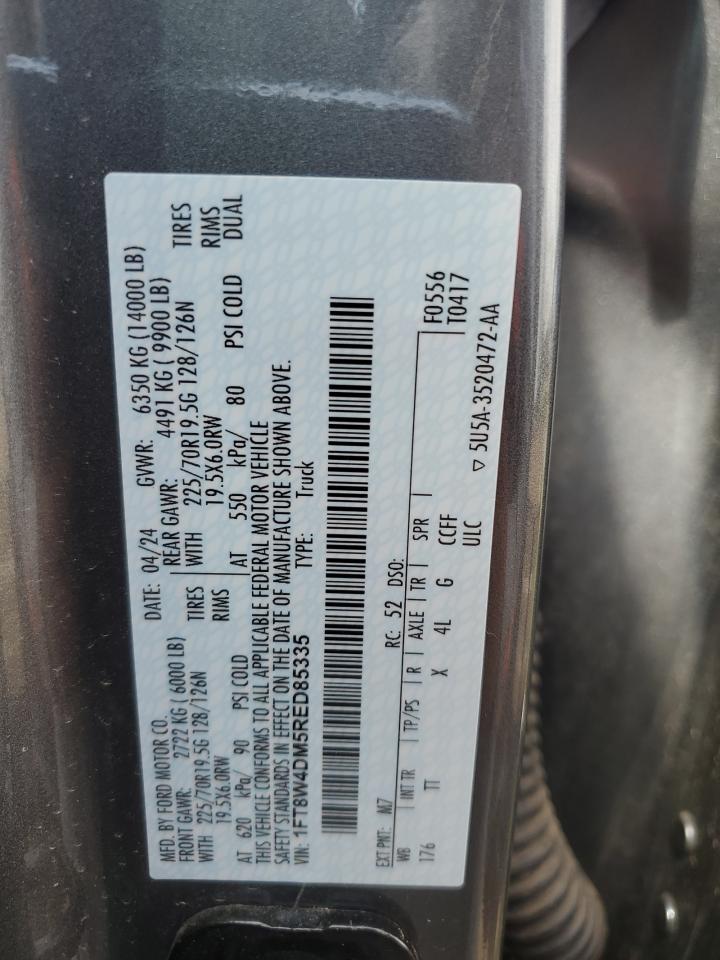 MFD. BY FORD MOTOR CO.
DATE: 04/24 GVWR: 6350 KG (14000 LB)
FRONT GAWR: 2722 KG ( 6000 LB)
REAR GAWR: 4491 KG ( 9900 LB)
WITH 225/70R19.5G 128/126N TIRES
WITH 225/70R19.5G 128/126N TIRES
19.5X6.0RW RIMS
19.5X6.0RW RIMS
AT 620 kPa/ 90 PSI COLD
AT 550 kPa/ 80 PSI COLD DUAL
THIS VEHICLE CONFORMS TO ALL APPLICABLE FEDERAL MOTOR VEHICLE
SAFETY STANDARDS IN EFFECT ON THE DATE OF MANUFACTURE SHOWN ABOVE.
VIN: 1FT8W4DM5RED85335 TYPE: Truck
EXT PNT: M7 RC: 52 DSO: F0556
WB | INT TR | TP/PS | R | AXLE | TR | SPR | T0417
176 TT X 4L G CCFF
ULC ▽ 5U5A-3520472-AA